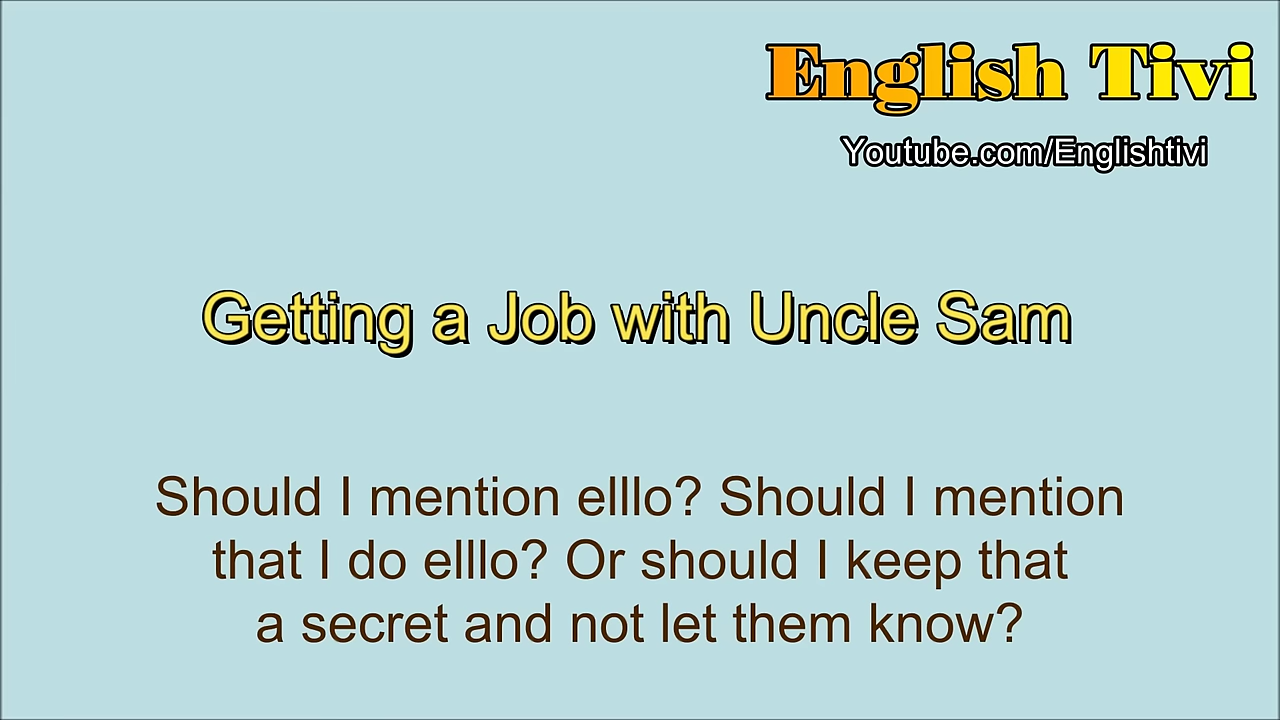 English Tivi
Youtube.com/Englishtivi
Getting a Job with Uncle Sam
Should I mention elllo? Should I mention
that I do elllo? Or should I keep that
a secret and not let them know?